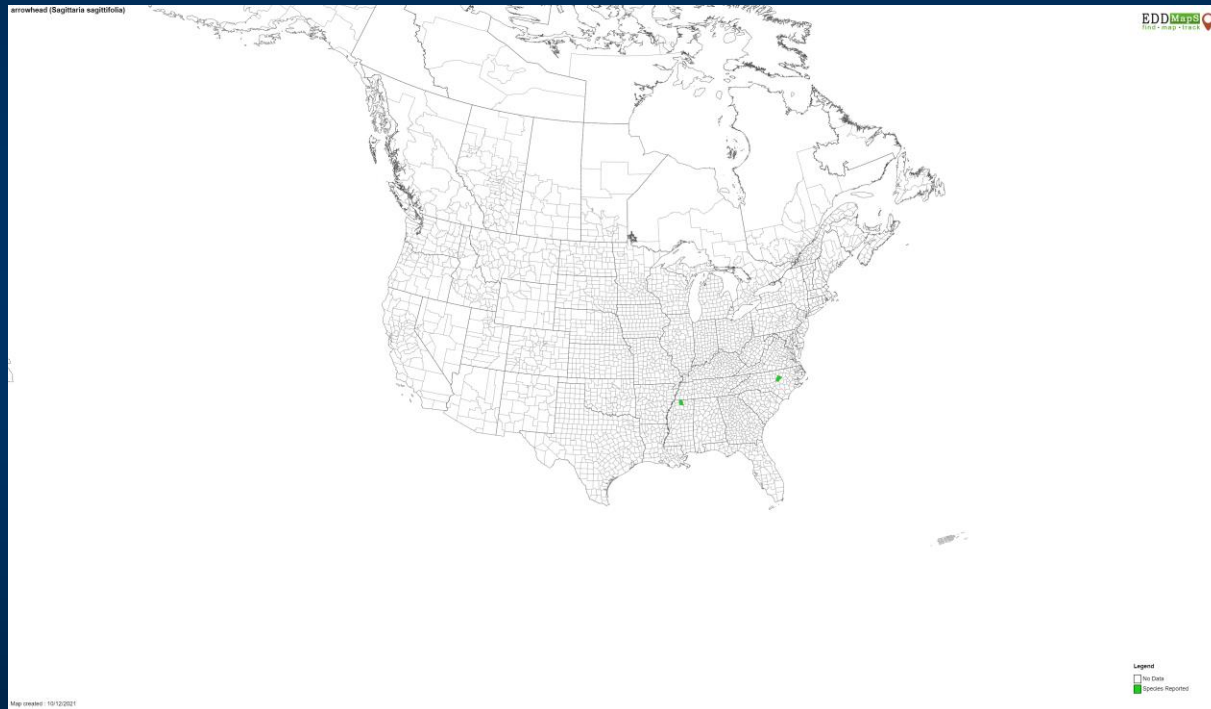 arrowhead (Sagittaria sagittifolia)
EDDMapS
find • map • track
Legend
No Data
Species Reported
Map created : 10/12/2021